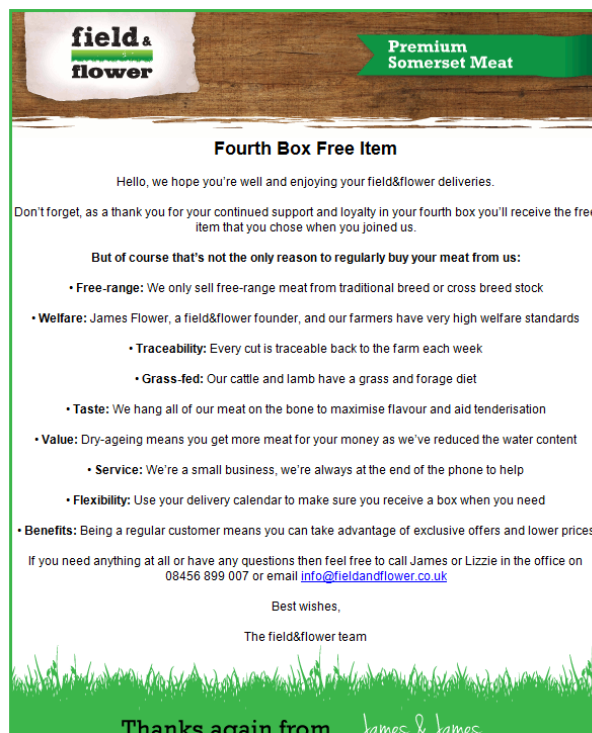 field &
flower
Premium
Somerset Meat
Fourth Box Free Item
Hello, we hope you're well and enjoying your field&flower deliveries.
Don't forget, as a thank you for your continued support and loyalty in your fourth box you'll receive the free
item that you chose when you joined us.
But of course that's not the only reason to regularly buy your meat from us:
• Free-range: We only sell free-range meat from traditional breed or cross breed stock
• Welfare: James Flower, a field&flower founder, and our farmers have very high welfare standards
• Traceability: Every cut is traceable back to the farm each week
• Grass-fed: Our cattle and lamb have a grass and forage diet
• Taste: We hang all of our meat on the bone to maximise flavour and aid tenderisation
• Value: Dry-ageing means you get more meat for your money as we've reduced the water content
• Service: We're a small business, we're always at the end of the phone to help
• Flexibility: Use your delivery calendar to make sure you receive a box when you need
• Benefits: Being a regular customer means you can take advantage of exclusive offers and lower prices
If you need anything at all or have any questions then feel free to call James or Lizzie in the office on
08456 899 007 or email info@fieldandflower.co.uk
Best wishes,
The field&flower team
Thanks again from James & James